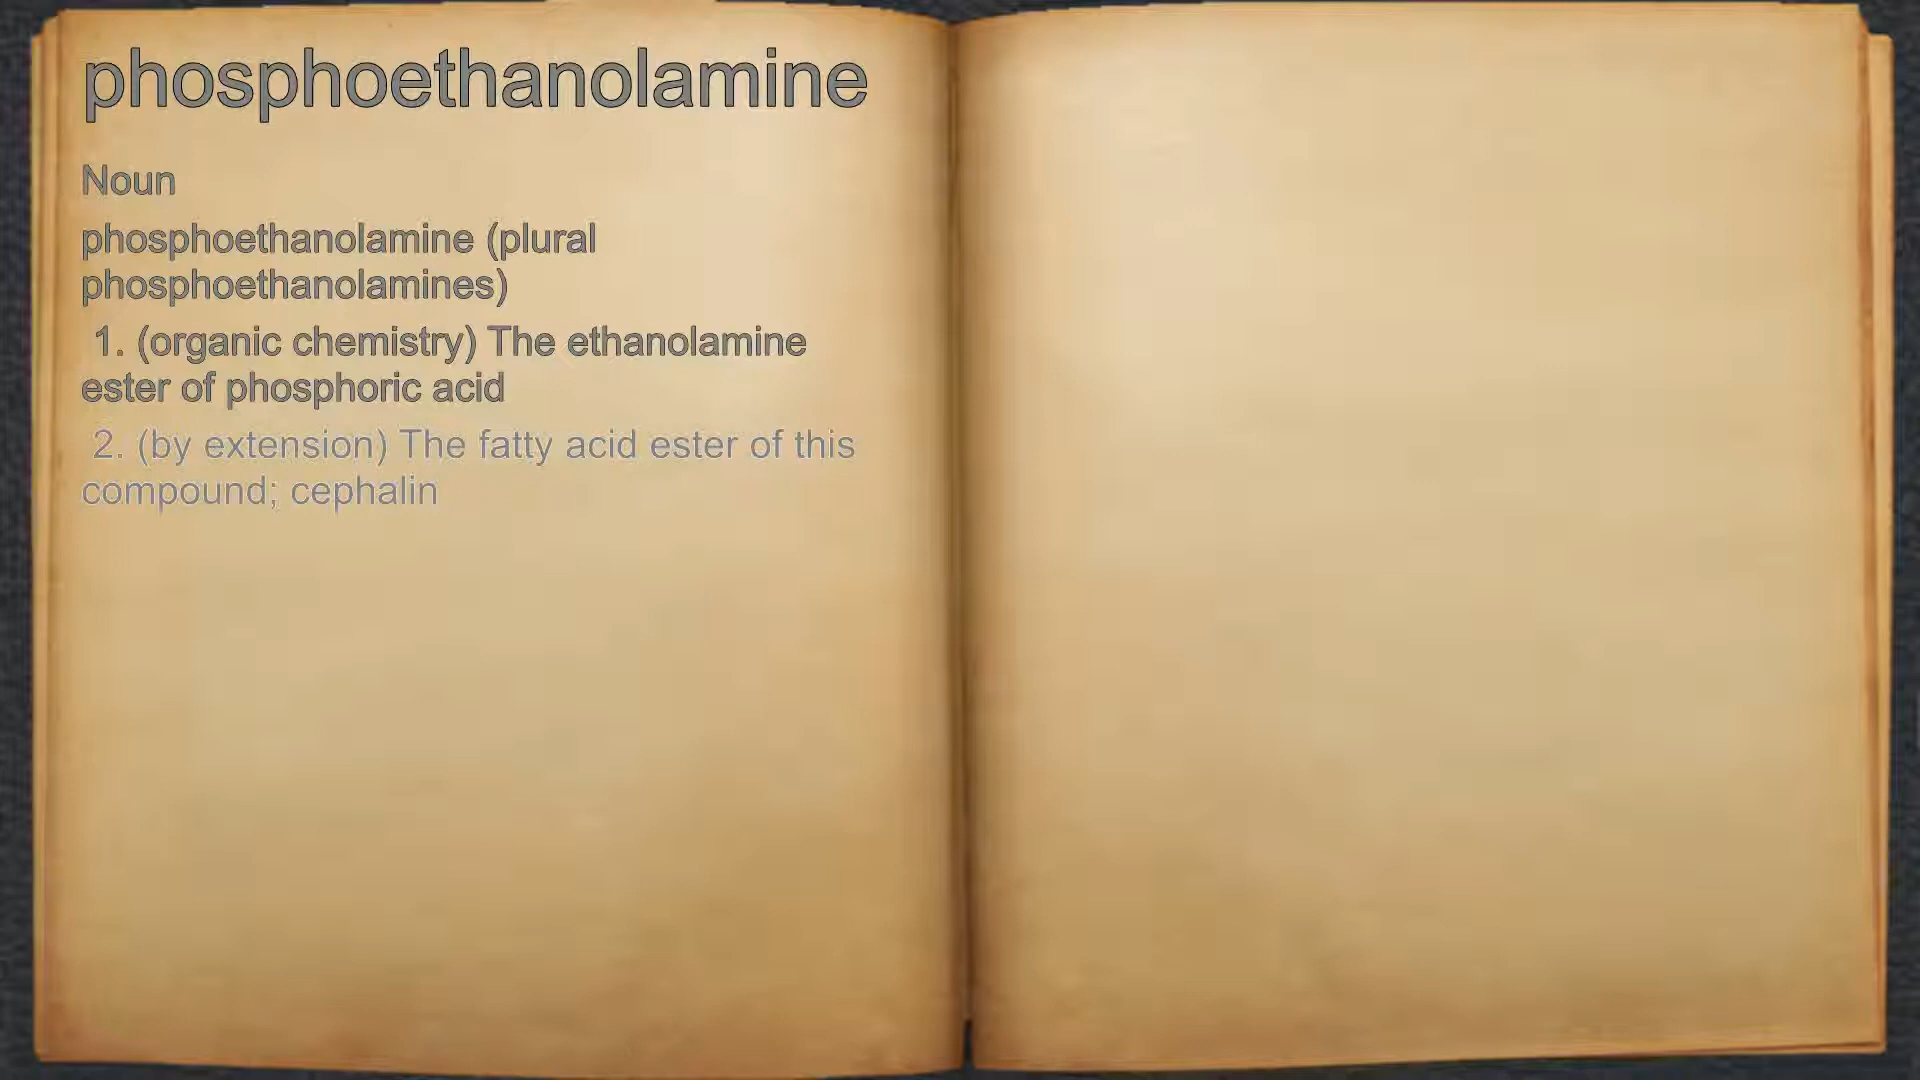 phosphoethanolamine
Noun
phosphoethanolamine (plural
phosphoethanolamines)
1. (organic chemistry) The ethanolamine
ester of phosphoric acid
2. (by extension) The fatty acid ester of this
compound; cephalin